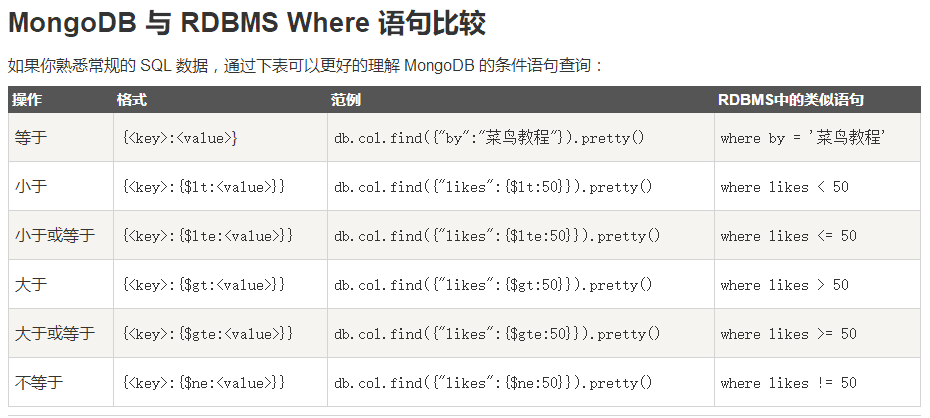 MongoDB 与 RDBMS Where 语句比较
如果你熟悉常规的 SQL 数据，通过下表可以更好的理解 MongoDB 的条件语句查询：
操作 格式 范例 RDBMS中的类似语句
等于 {<key>:<value>} db.col.find({"by":"菜鸟教程"}).pretty() where by = '菜鸟教程'
小于 {<key>:{$lt:<value>}} db.col.find({"likes":{$lt:50}}).pretty() where likes < 50
小于或等于 {<key>:{$lte:<value>}} db.col.find({"likes":{$lte:50}}).pretty() where likes <= 50
大于 {<key>:{$gt:<value>}} db.col.find({"likes":{$gt:50}}).pretty() where likes > 50
大于或等于 {<key>:{$gte:<value>}} db.col.find({"likes":{$gte:50}}).pretty() where likes >= 50
不等于 {<key>:{$ne:<value>}} db.col.find({"likes":{$ne:50}}).pretty() where likes != 50